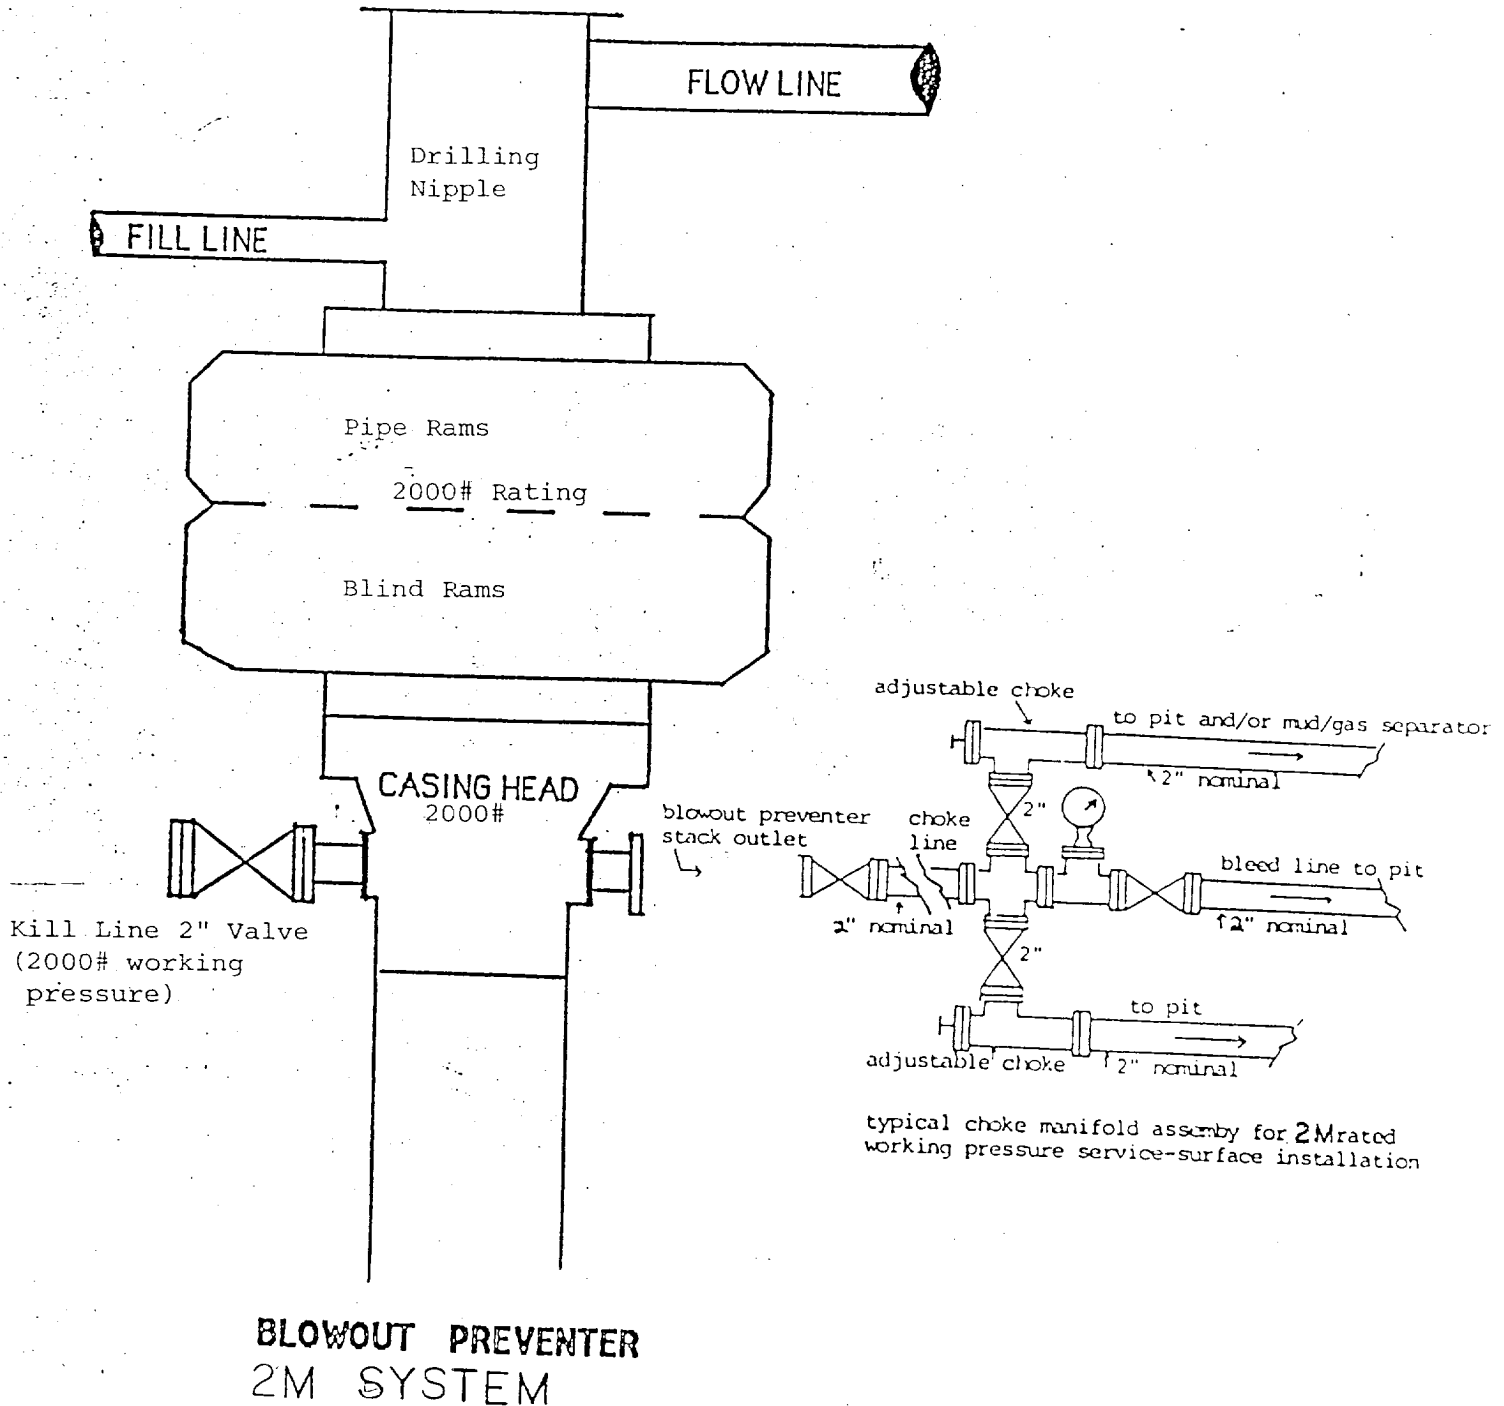 FLOW LINE
Drilling
Nipple
FILL LINE
Pipe Rams
2000# Rating
Blind Rams
CASING HEAD
2000#
Kill Line 2" Valve
(2000# working
pressure)
blowout preventer
stack outlet
choke
line
2" nominal
adjustable choke
to pit and/or mud/gas separator
2" nominal
2"
bleed line to pit
2" nominal
2"
to pit
adjustable choke
2" nominal
typical choke manifold assemby for 2M rated
working pressure service-surface installation
BLOWOUT PREVENTER
2M SYSTEM